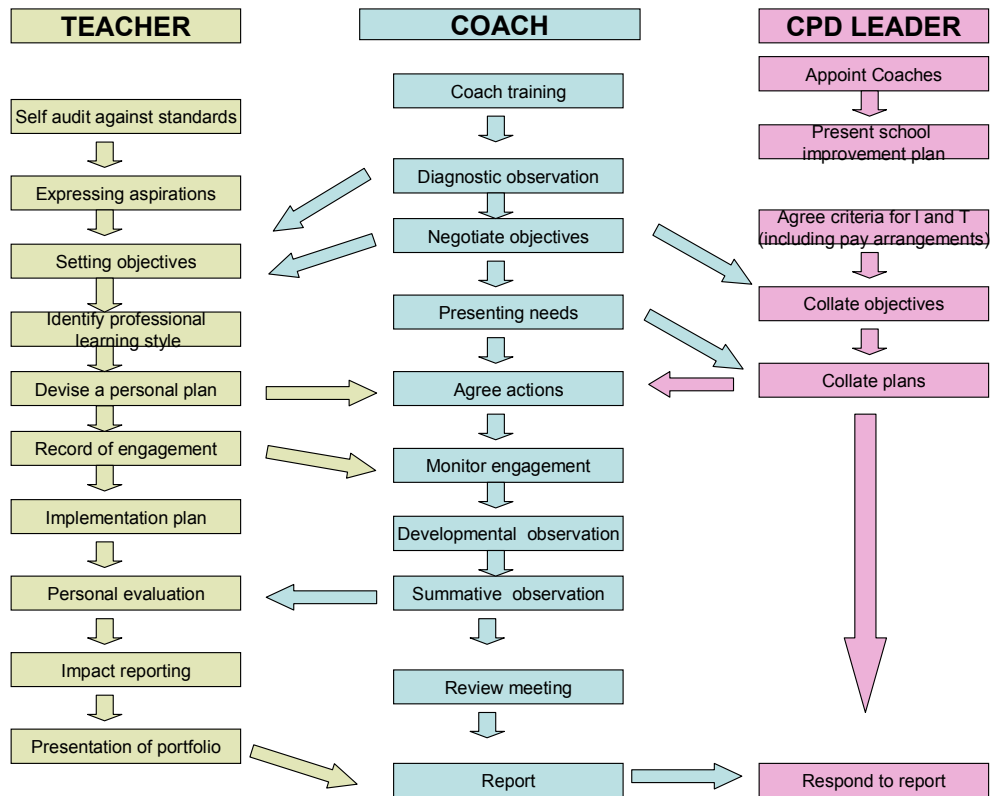 TEACHER
Self audit against standards
Expressing aspirations
Setting objectives
Identify professional
learning style
Devise a personal plan
Record of engagement
Implementation plan
Personal evaluation
Impact reporting
Presentation of portfolio
COACH
Coach training
Diagnostic observation
Negotiate objectives
Presenting needs
Agree actions
Monitor engagement
Developmental observation
Summative observation
Review meeting
Report
CPD LEADER
Appoint Coaches
Present school
improvement plan
Agree criteria for I and T
(including pay arrangements)
Collate objectives
Collate plans
Respond to report